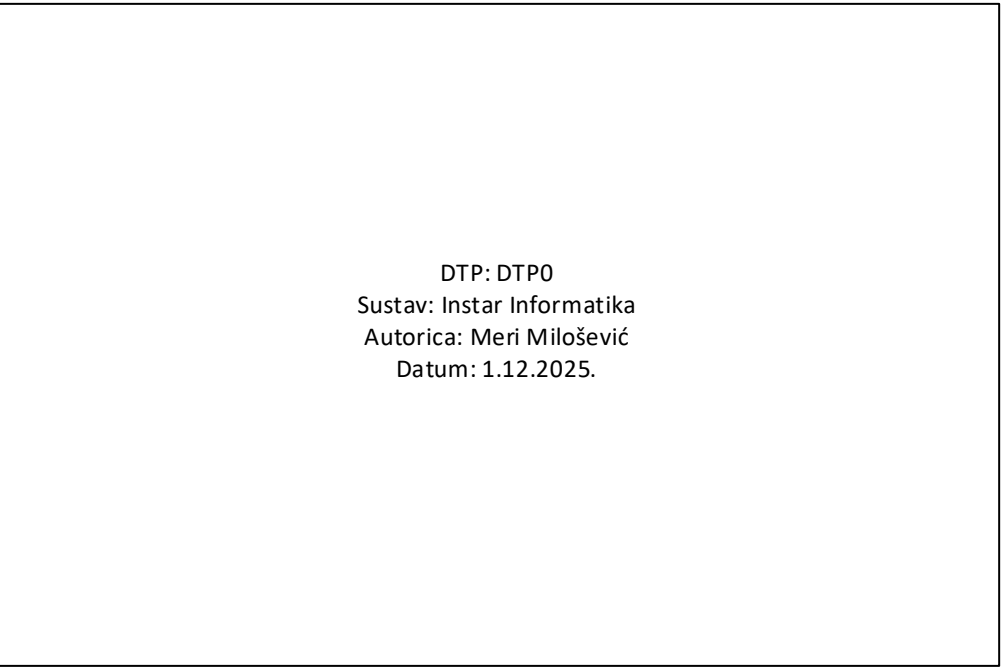 DTP: DTP0
Sustav: Instar Informatika
Autorica: Meri Milošević
Datum: 1.12.2025.